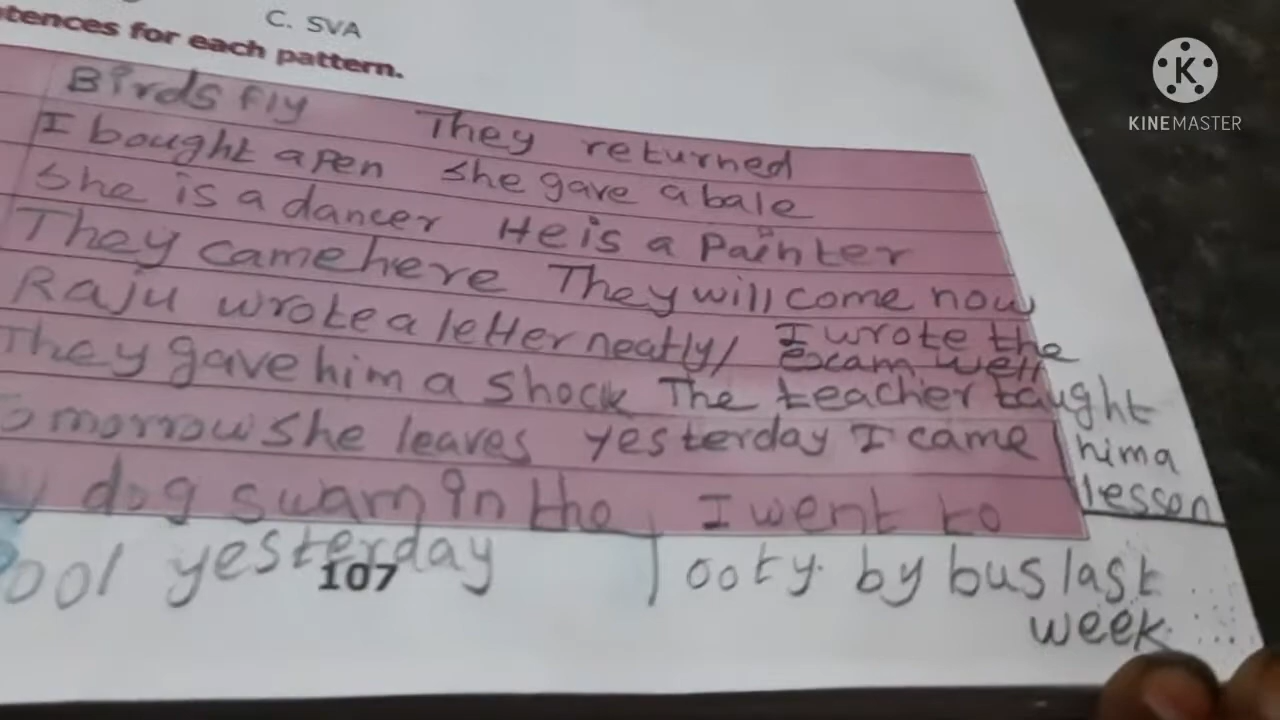 C. SVA
tences for each pattern.
Birds fly They returned
I bought a pen She gave a bale
She is a dancer He is a Painter
They came here They will come now
Raju wrote a letter neatly / I wrote the
exam well
They gave him a shock The teacher taught
him a
lesson
Tomorrow she leaves yesterday I came
dog swam in the I went to
ool yesterday ooty. by bus last
week.
107
KINEMASTER